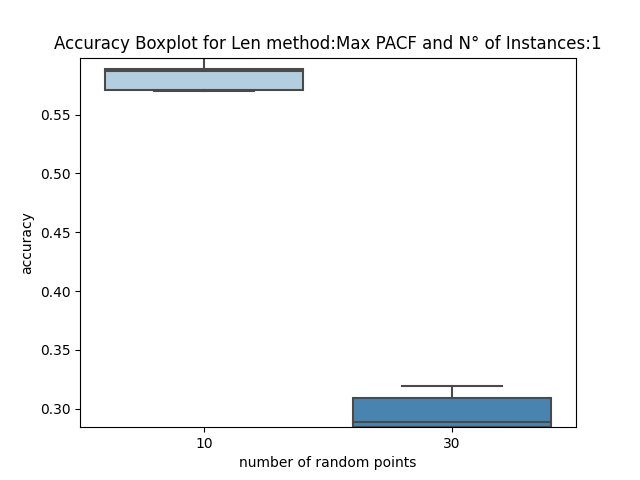 Accuracy Boxplot for Len method:Max PACF and N° of Instances:1
0.55
0.50
0.45
0.40
0.35
0.30
accuracy
10 30
number of random points